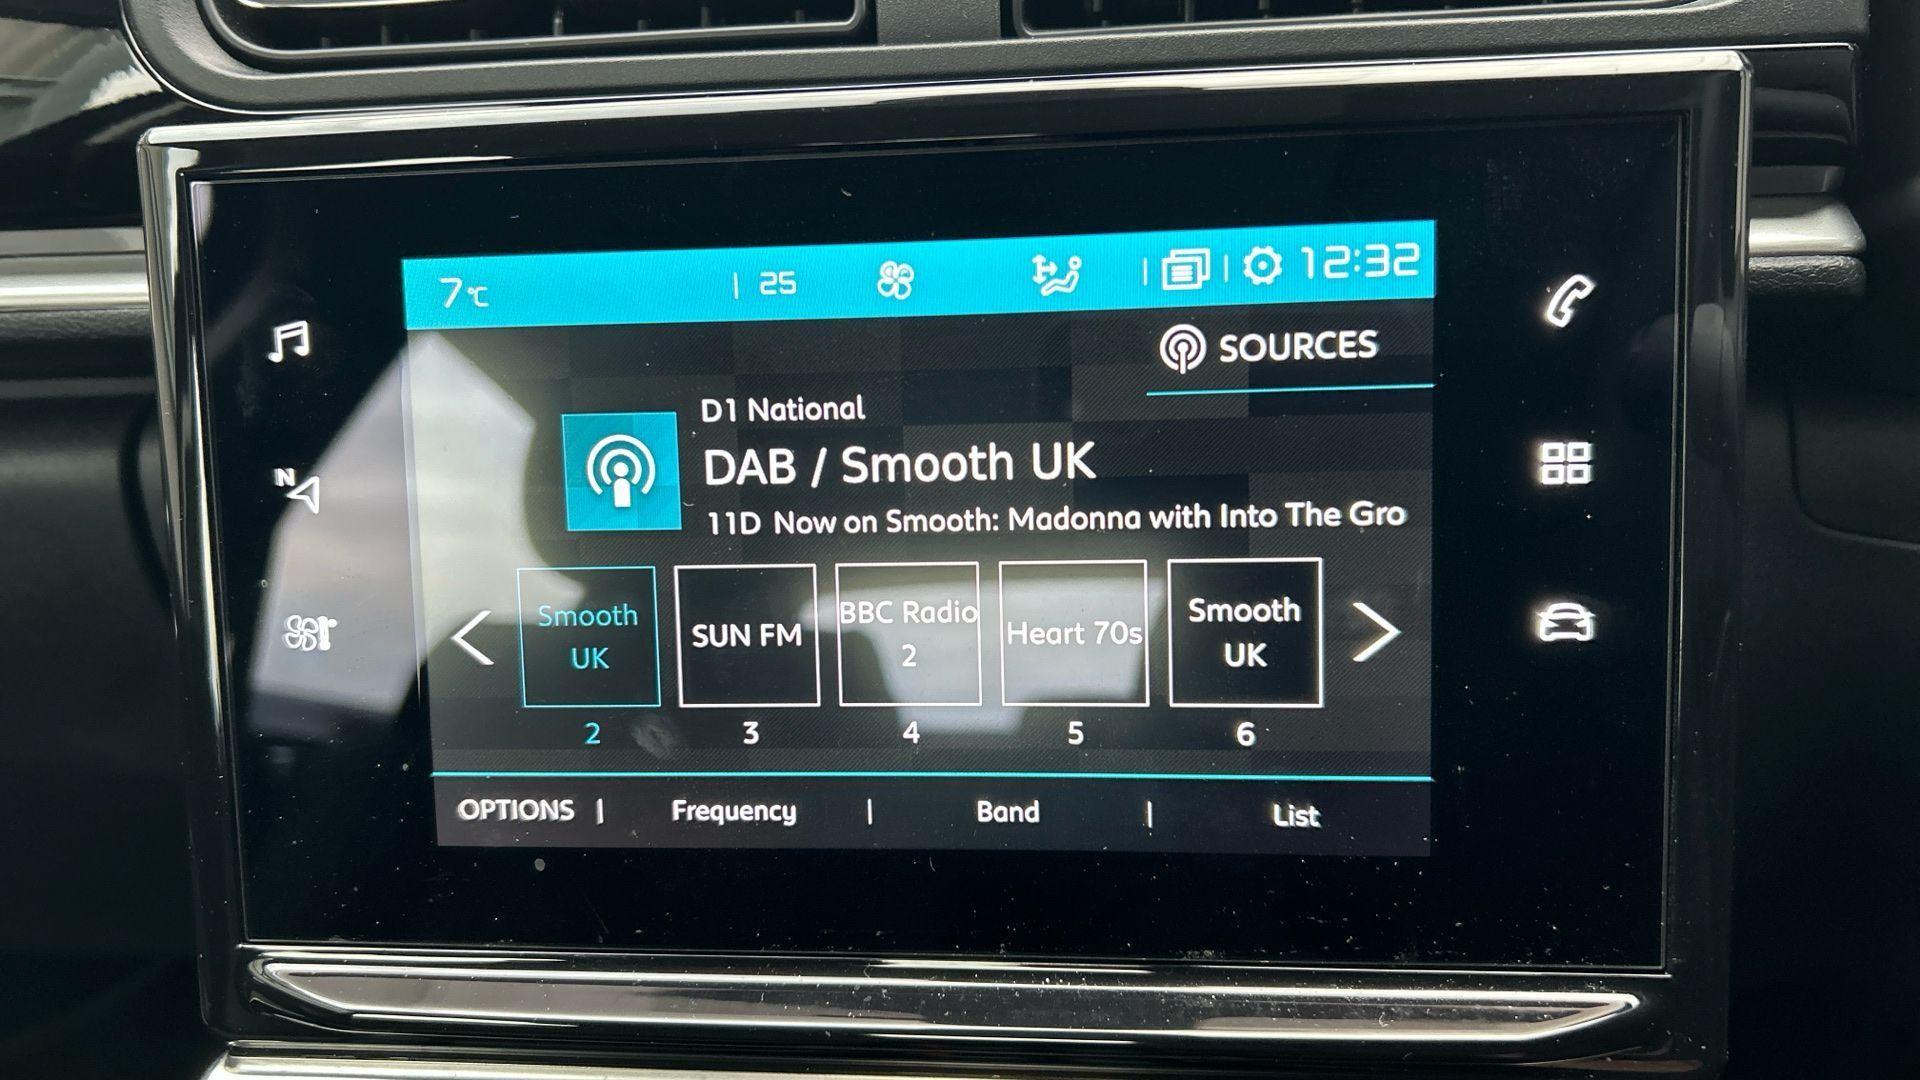 7°C | 25 | | 12:32
SOURCES
D1 National
DAB / Smooth UK
11D Now on Smooth: Madonna with Into The Gro
N
Smooth
UK
SUN FM
BBC Radio
2
Heart 70s
Smooth
UK
2 3 4 5 6
OPTIONS | Frequency | Band | List